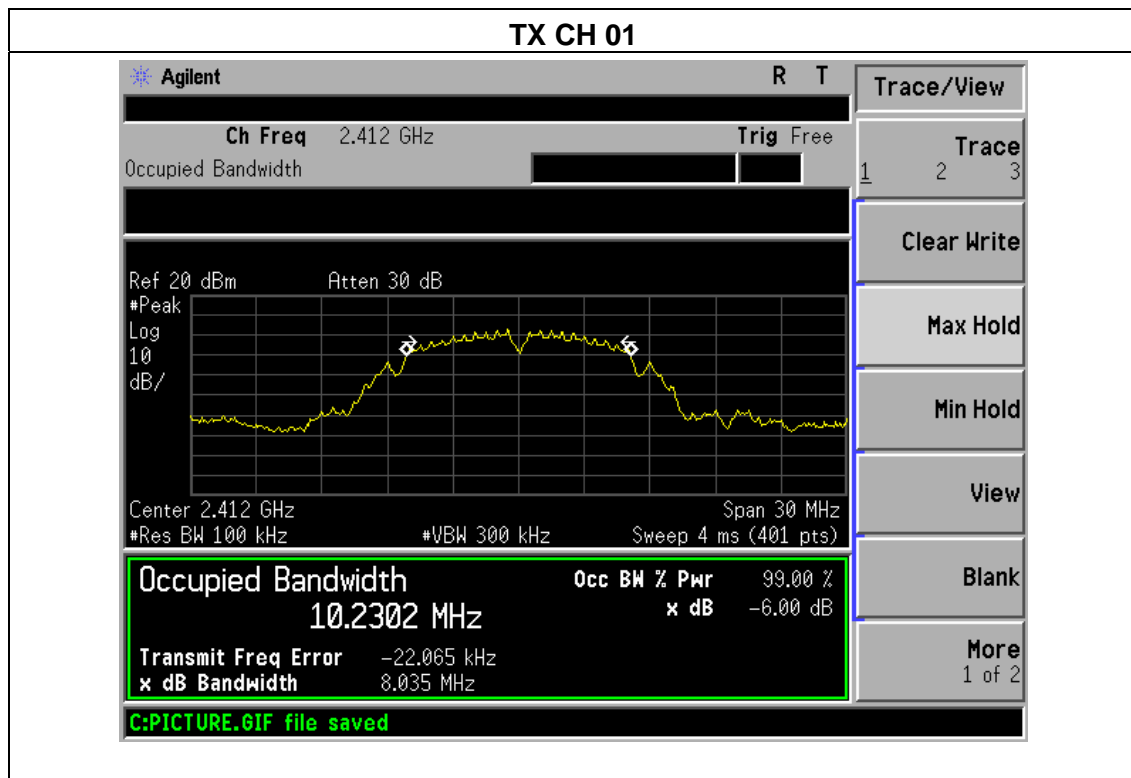 TX CH 01
Agilent R T
Ch Freq 2.412 GHz Trig Free
Occupied Bandwidth
Ref 20 dBm Atten 30 dB
#Peak
Log
10
dB/
Center 2.412 GHz Span 30 MHz
#Res BW 100 kHz #VBW 300 kHz Sweep 4 ms (401 pts)
Occupied Bandwidth Occ BW % Pwr 99.00 %
10.2302 MHz x dB -6.00 dB
Transmit Freq Error -22.065 kHz
x dB Bandwidth 8.035 MHz
C:PICTURE.GIF file saved
Trace/View
Trace
1 2 3
Clear Write
Max Hold
Min Hold
View
Blank
More
1 of 2